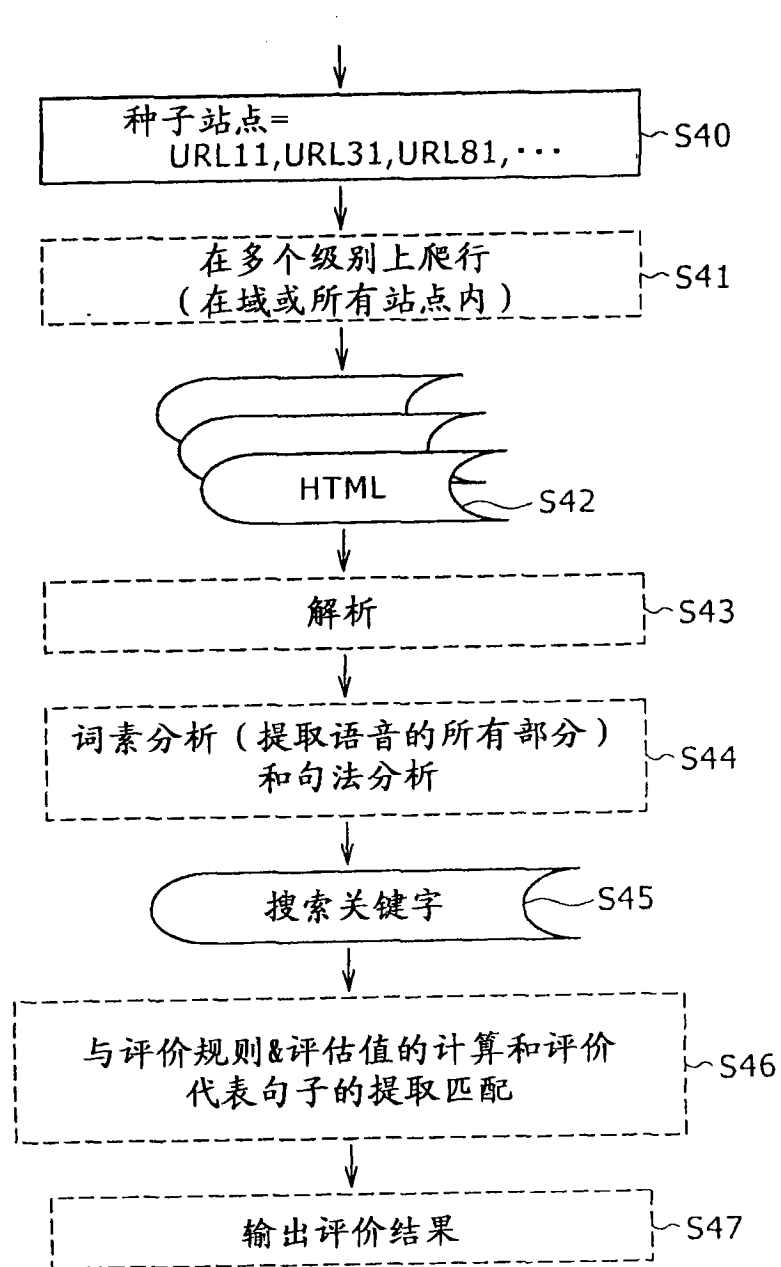 种子站点=
URL11,URL31,URL81,···
S40
在多个级别上爬行
(在域或所有站点内)
S41
HTML
S42
解析
S43
词素分析(提取语音的所有部分)
和句法分析
S44
搜索关键字
S45
与评价规则&评估值的计算和评价
代表句子的提取匹配
S46
输出评价结果
S47